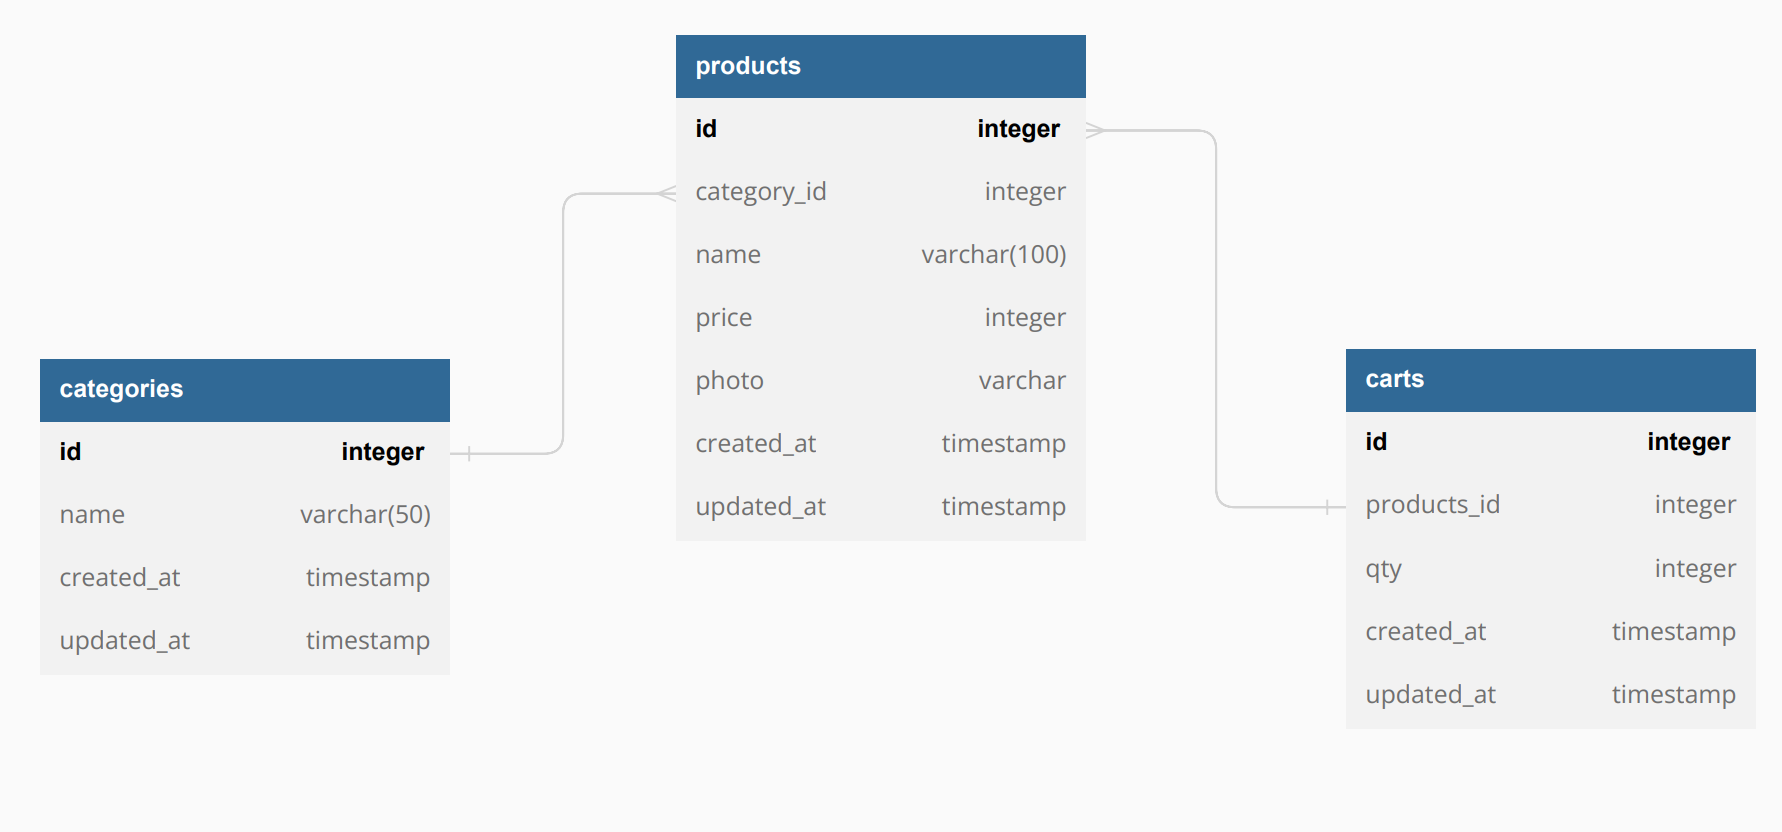 products
id integer
category_id integer
name varchar(100)
price integer
photo varchar
created_at timestamp
updated_at timestamp
categories
id integer
name varchar(50)
created_at timestamp
updated_at timestamp
carts
id integer
products_id integer
qty integer
created_at timestamp
updated_at timestamp